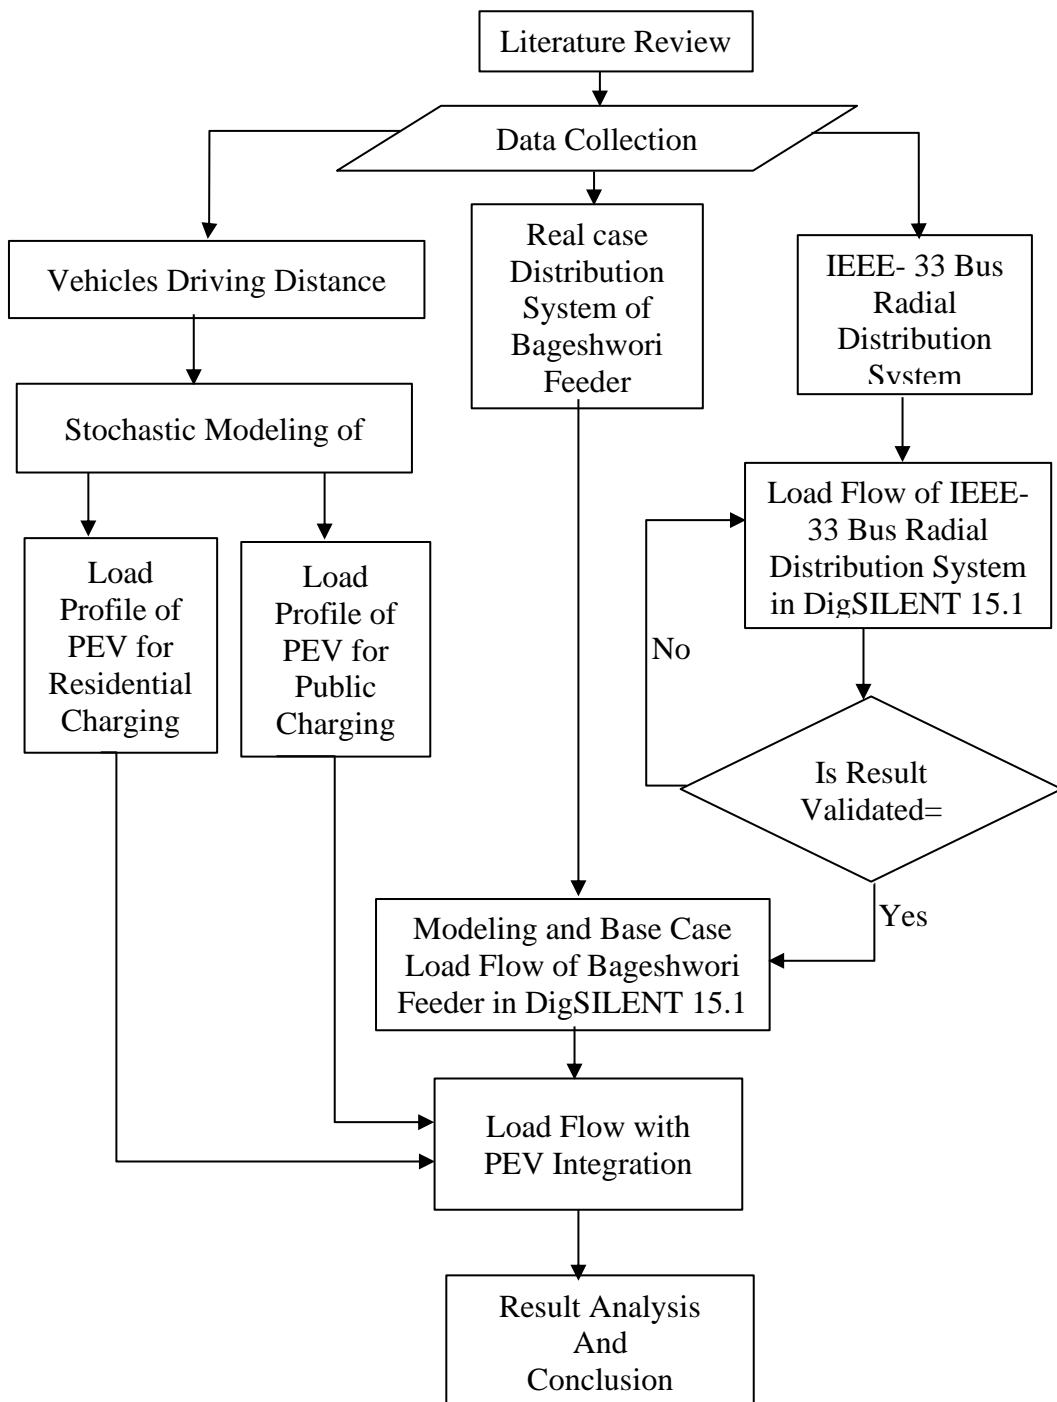 Literature Review
Data Collection
Vehicles Driving Distance
Real case
Distribution
System of
Bageshwori
Feeder
IEEE- 33 Bus
Radial
Distribution
System
Stochastic Modeling of
Load Flow of IEEE-
33 Bus Radial
Distribution System
in DigSILENT 15.1
Load
Profile of
PEV for
Residential
Charging
Load
Profile of
PEV for
Public
Charging
No
Is Result
Validated=
Yes
Modeling and Base Case
Load Flow of Bageshwori
Feeder in DigSILENT 15.1
Load Flow with
PEV Integration
Result Analysis
And
Conclusion